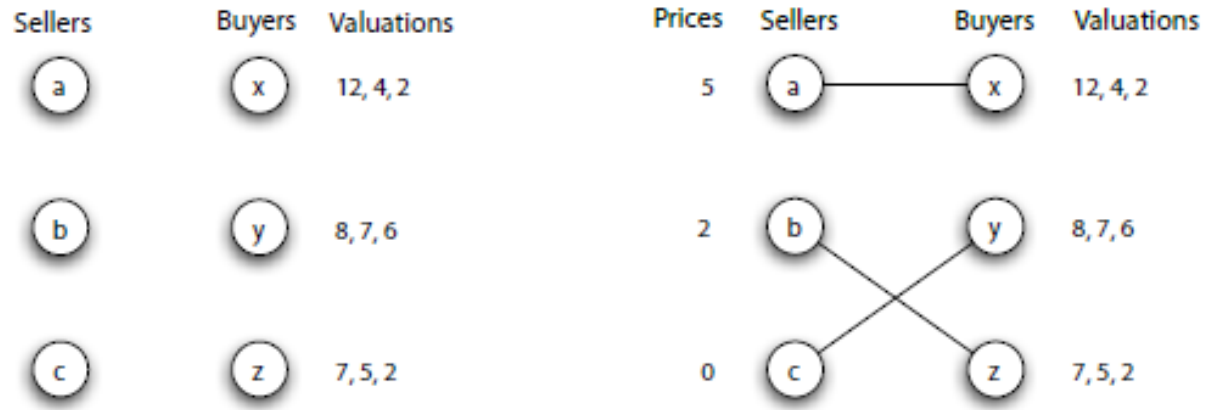 Sellers Buyers Valuations Prices Sellers Buyers Valuations
a x 12, 4, 2 5 a x 12, 4, 2
b y 8, 7, 6 2 b y 8, 7, 6
c z 7, 5, 2 0 c z 7, 5, 2